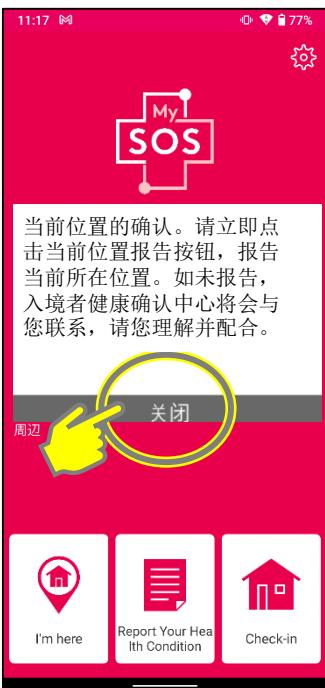 11:17
77%
My
SOS
当前位置的确认。请立即点
击当前位置报告按钮，报告
当前所在位置。如未报告，
入境者健康确认中心将会与
您联系，请您理解并配合。
关闭
周辺
I'm here
Report Your Hea
lth Condition
Check-in